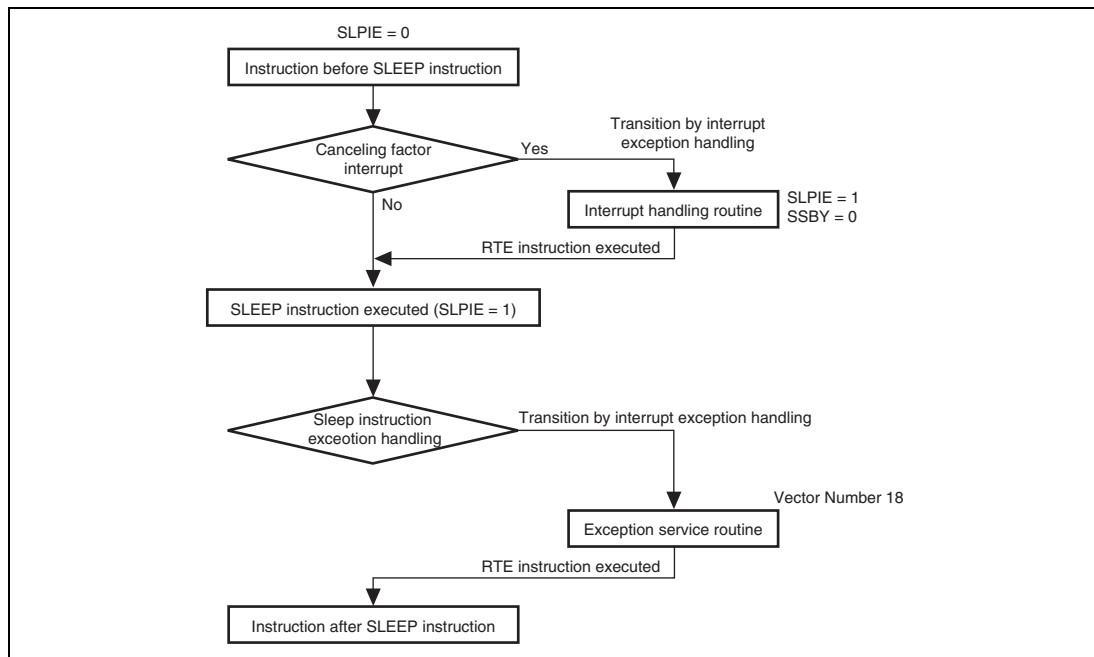 SLPIE = 0
Instruction before SLEEP instruction
Canceling factor
interrupt
Yes
Transition by interrupt
exception handling
No
Interrupt handling routine
SLPIE = 1
SSBY = 0
RTE instruction executed
SLEEP instruction executed (SLPIE = 1)
Sleep instruction
exceotion handling
Transition by interrupt exception handling
Vector Number 18
Exception service routine
RTE instruction executed
Instruction after SLEEP instruction